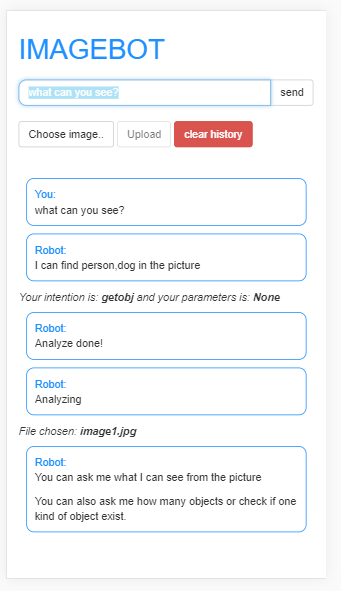 IMAGEBOT
what can you see?
send
Choose image..
Upload
clear history
You:
what can you see?
Robot:
I can find person,dog in the picture
Your intention is: getobj and your parameters is: None
Robot:
Analyze done!
Robot:
Analyzing
File chosen: image1.jpg
Robot:
You can ask me what I can see from the picture
You can also ask me how many objects or check if one
kind of object exist.